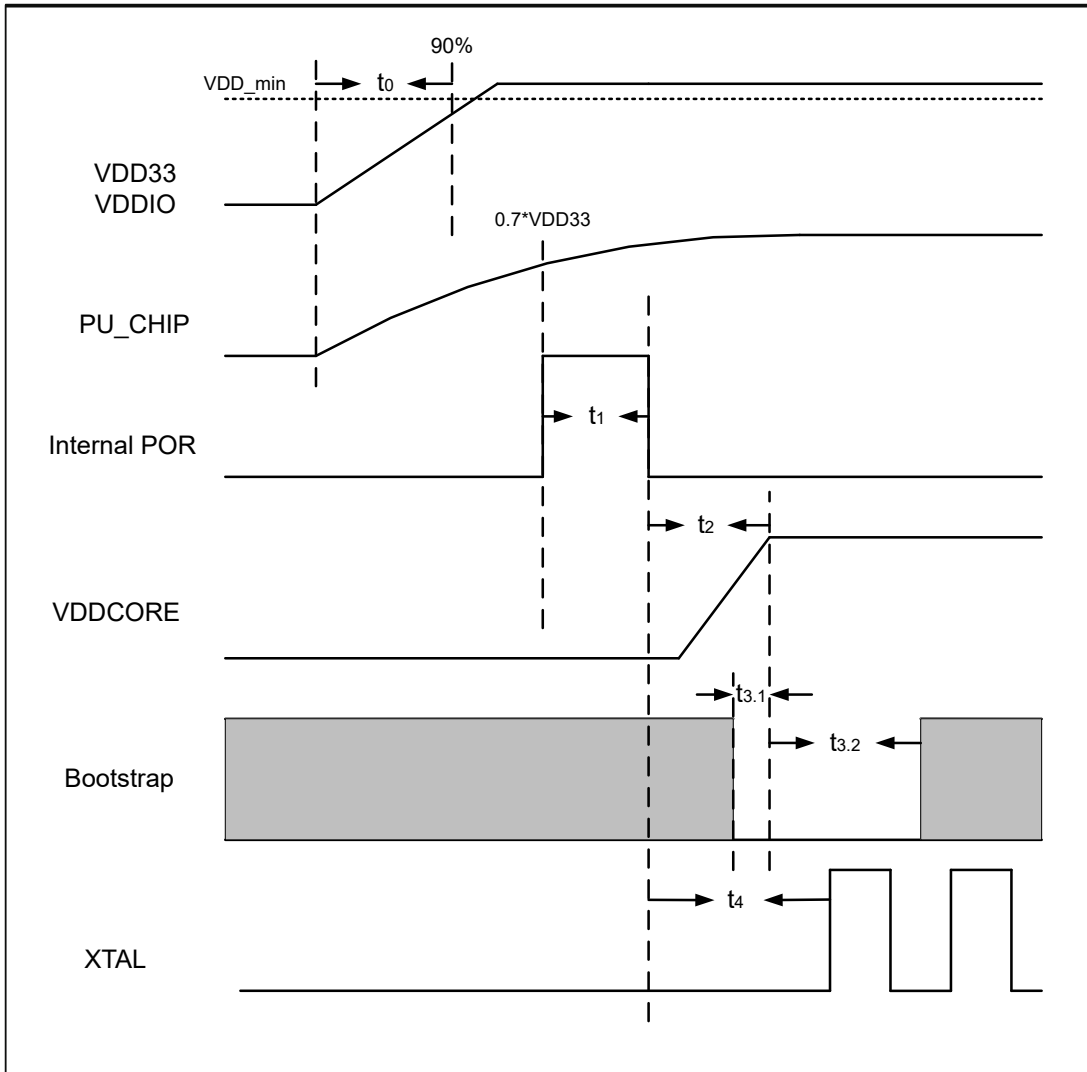 90%
VDD_min
t0
VDD33
VDDIO
0.7*VDD33
PU_CHIP
t1
Internal POR
t2
VDDCORE
t3.1
t3.2
Bootstrap
t4
XTAL